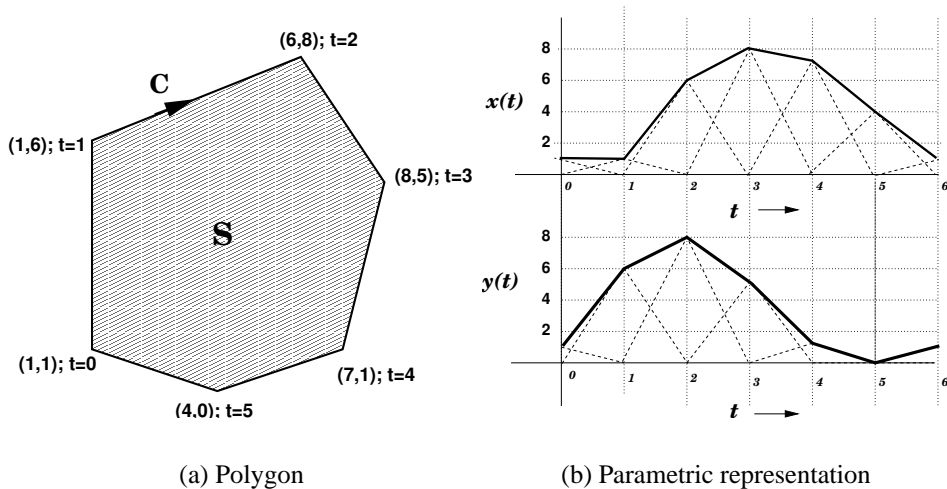 (6,8); t=2
C
(1,6); t=1
(8,5); t=3
S
(1,1); t=0
(7,1); t=4
(4,0); t=5
(a) Polygon
8
6
x(t)
4
2
0 1 2 3 4 5 6
t
8
6
y(t)
4
2
0 1 2 3 4 5 6
t
(b) Parametric representation